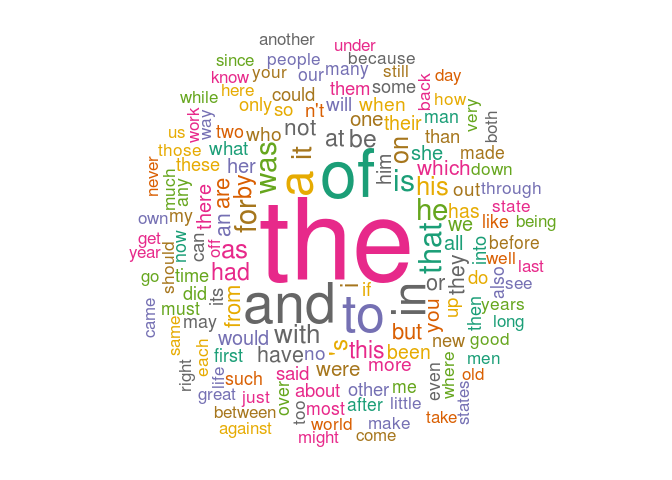 another
under
since people because
know your our many still
while here only so n't could will them some when back how day
us way work two who not one their man very both
those what at be than
never these her was it on she made
much any him which down
own my there an are for by a of is his out through
get now can off the he has like state being
year should its as that we all into before
go time had they well last
came did from i if or do also see
must may and to in you up then years
same would with 's this but new long
each first have no were been more good
right life such said even where men
great just over about other me old
between too most after little take states
against world make
might come